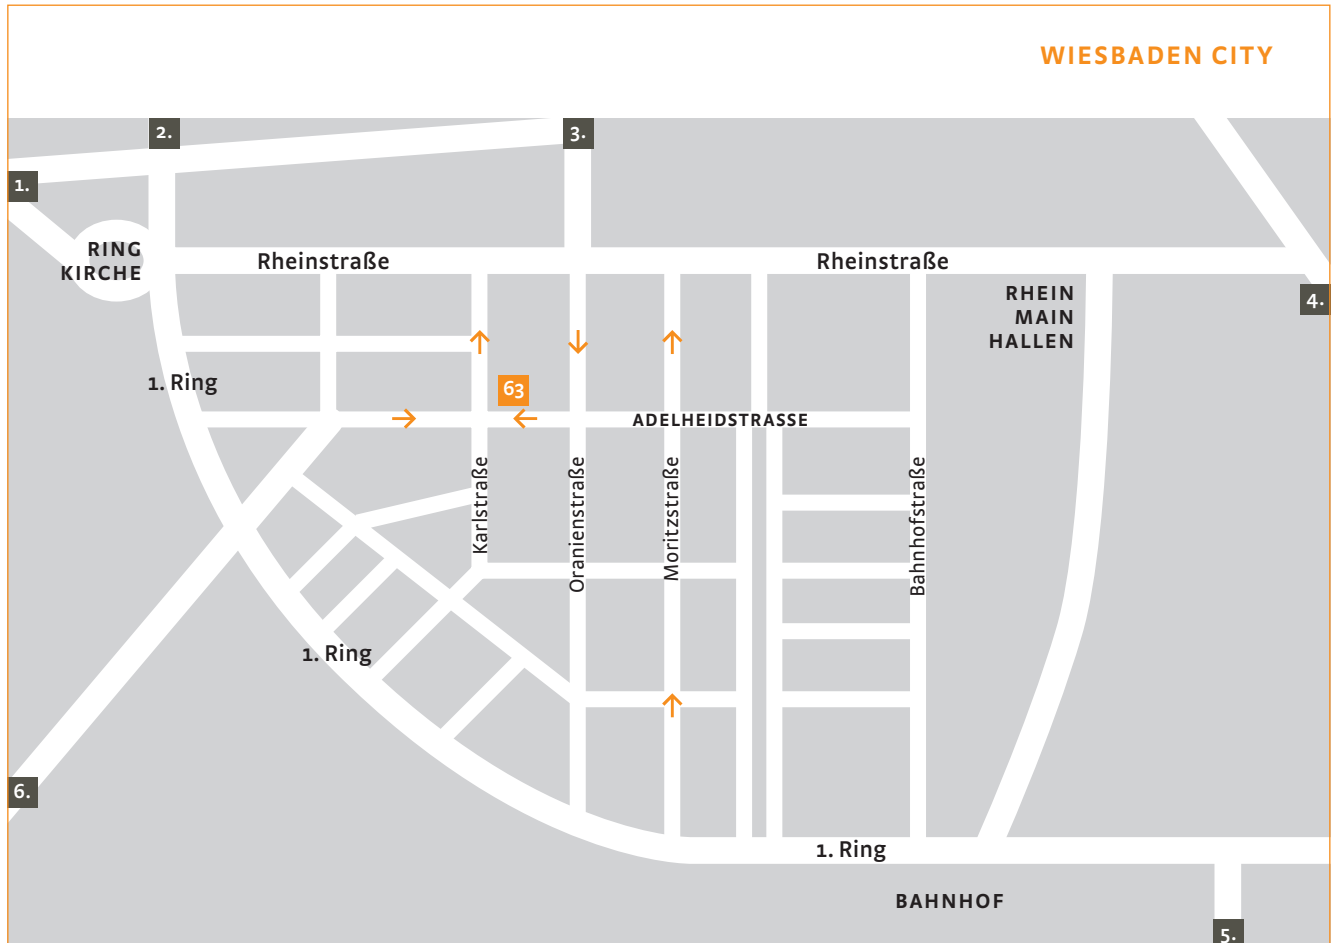 WIESBADEN CITY
2.
3.
1.
RING
KIRCHE
Rheinstraße
Rheinstraße
RHEIN
MAIN
HALLEN
4.
1. Ring
63
ADELHEIDSTRASSE
Karlstraße
Oranienstraße
Moritzstraße
Bahnhofstraße
1. Ring
6.
1. Ring
BAHNHOF
5.